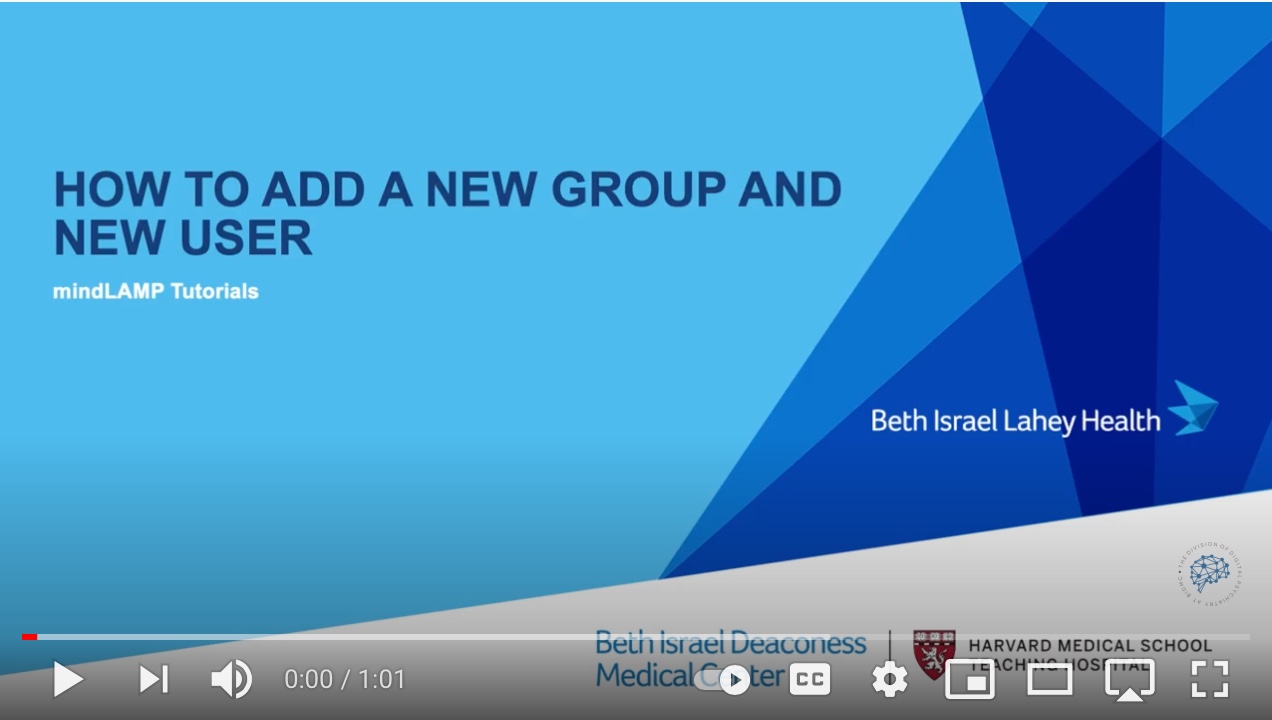 HOW TO ADD A NEW GROUP AND
NEW USER
mindLAMP Tutorials
Beth Israel Lahey Health
THE DIVISION OF DIGITAL PSYCHIATRY AT BIDMC
Beth Israel Deaconess
Medical Center
HARVARD MEDICAL SCHOOL
TEACHING HOSPITAL
0:00 / 1:01
CC